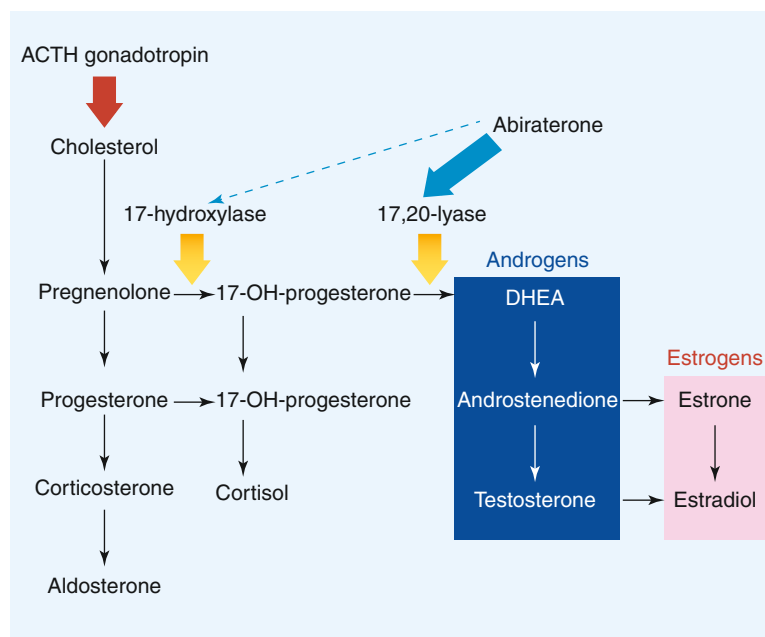 ACTH gonadotropin
Cholesterol
Abiraterone
17-hydroxylase
17,20-lyase
Androgens
Pregnenolone
17-OH-progesterone
DHEA
Estrogens
Progesterone
17-OH-progesterone
Androstenedione
Estrone
Corticosterone
Cortisol
Testosterone
Estradiol
Aldosterone